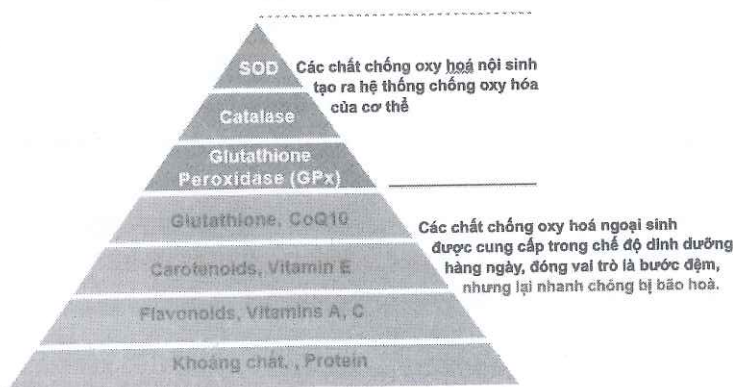 SOD
Các chất chống oxy hoá nội sinh
tạo ra hệ thống chống oxy hóa
của cơ thể
Catalase
Glutathione
Peroxidase (GPx)
Glutathione, CoQ10
Các chất chống oxy hoá ngoại sinh
được cung cấp trong chế độ dinh dưỡng
hàng ngày, đóng vai trò là bước đệm,
nhưng lại nhanh chông bị bão hoà.
Carotenoids, Vitamin E
Flavonoids, Vitamins A, C
Khoáng chất, , Protein